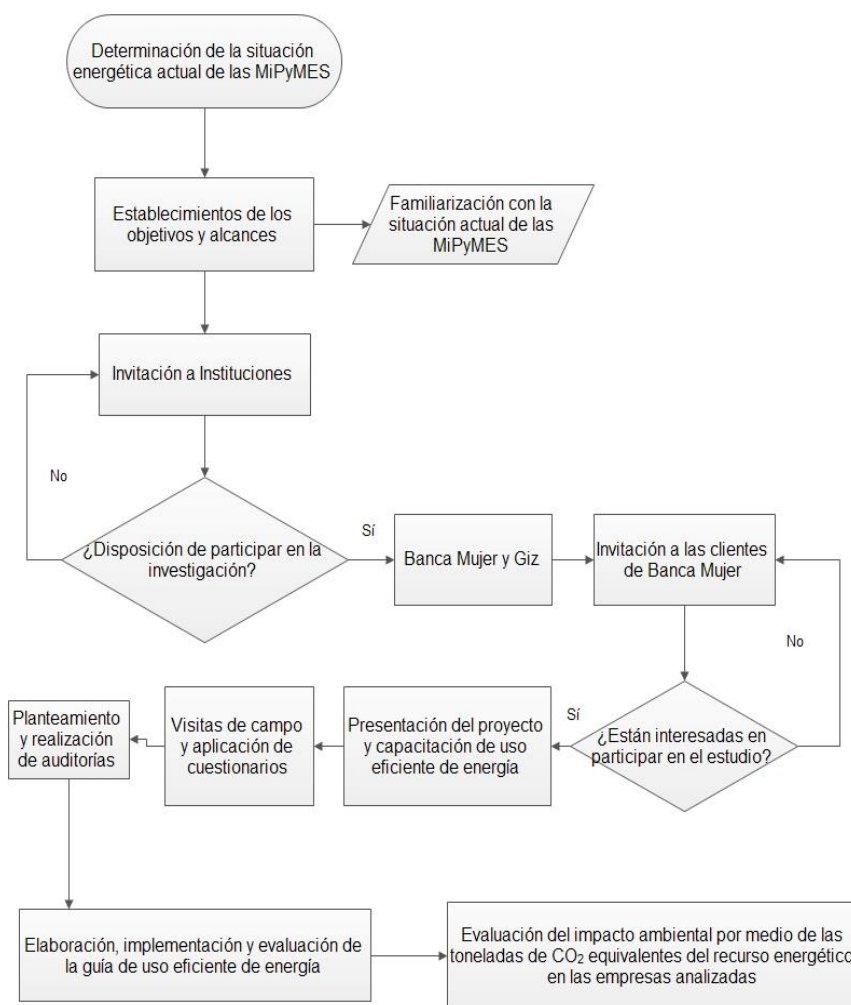 Determinación de la situación
energética actual de las MiPyMES
Establecimientos de los
objetivos y alcances
Familiarización con la
situación actual de las
MiPyMES
Invitación a Instituciones
No
¿Disposición de participar en la
investigación?
Sí
Banca Mujer y Giz
Invitación a las clientes
de Banca Mujer
No
¿Están interesadas en
participar en el estudio?
Sí
Presentación del proyecto
y capacitación de uso
eficiente de energía
Visitas de campo
y aplicación de
cuestionarios
Planteamiento
y realización
de auditorías
Elaboración, implementación y evaluación de
la guía de uso eficiente de energía
Evaluación del impacto ambiental por medio de las
toneladas de CO₂ equivalentes del recurso energético
en las empresas analizadas